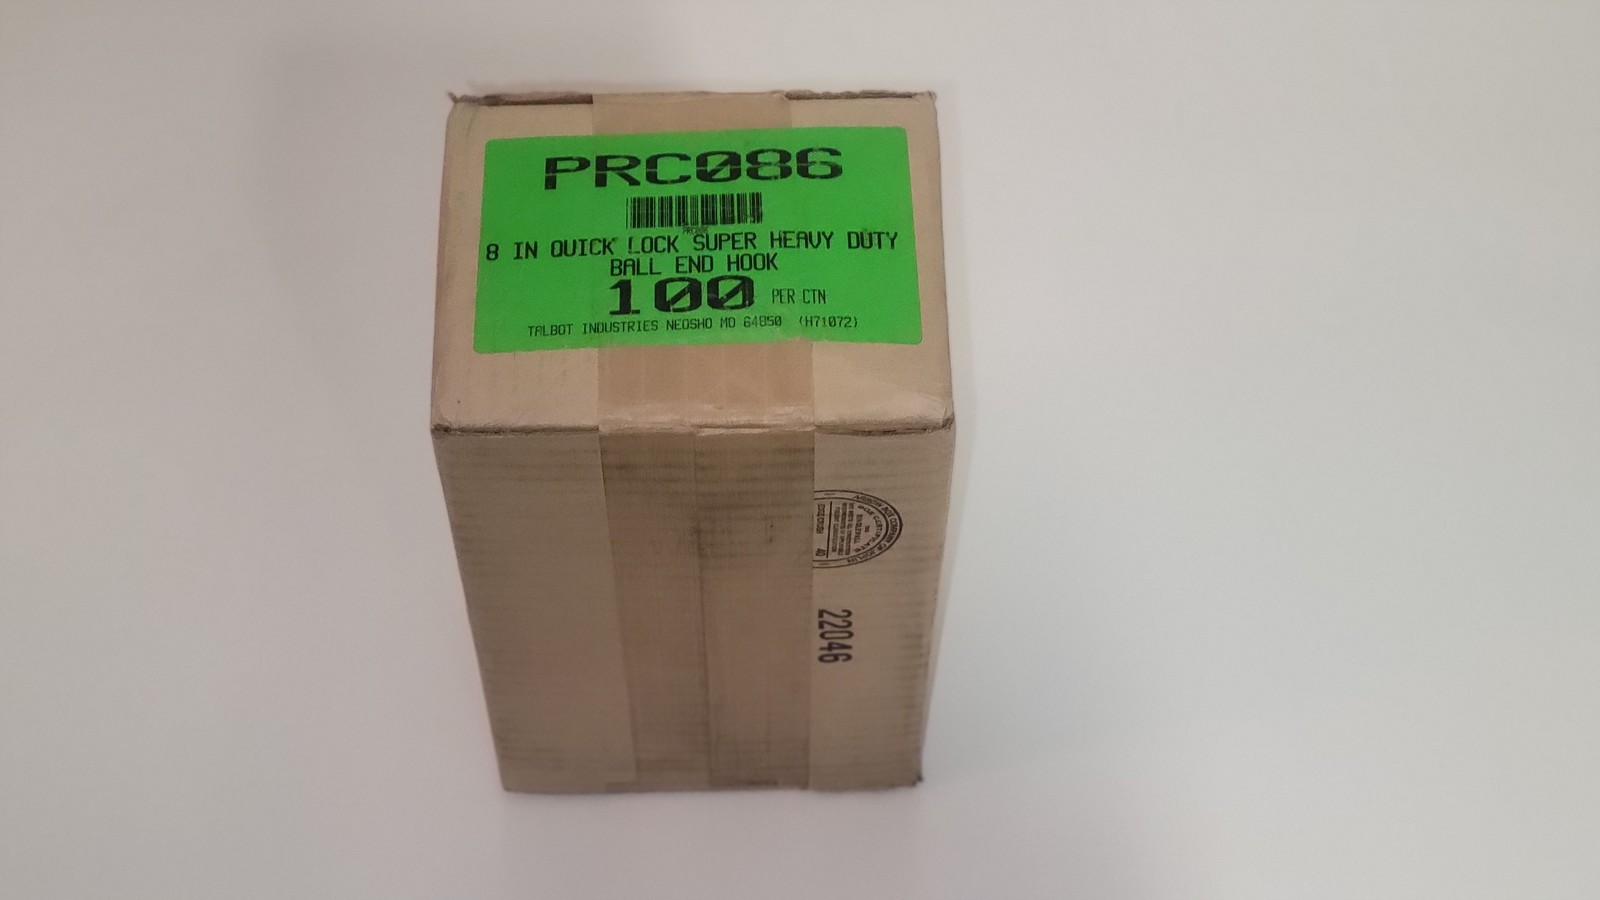 PRC086
8 IN QUICK LOCK SUPER HEAVY DUTY
BALL END HOOK
100 PER CTN
TALBOT INDUSTRIES NEOSHO MO 64850 (H71072)
22046